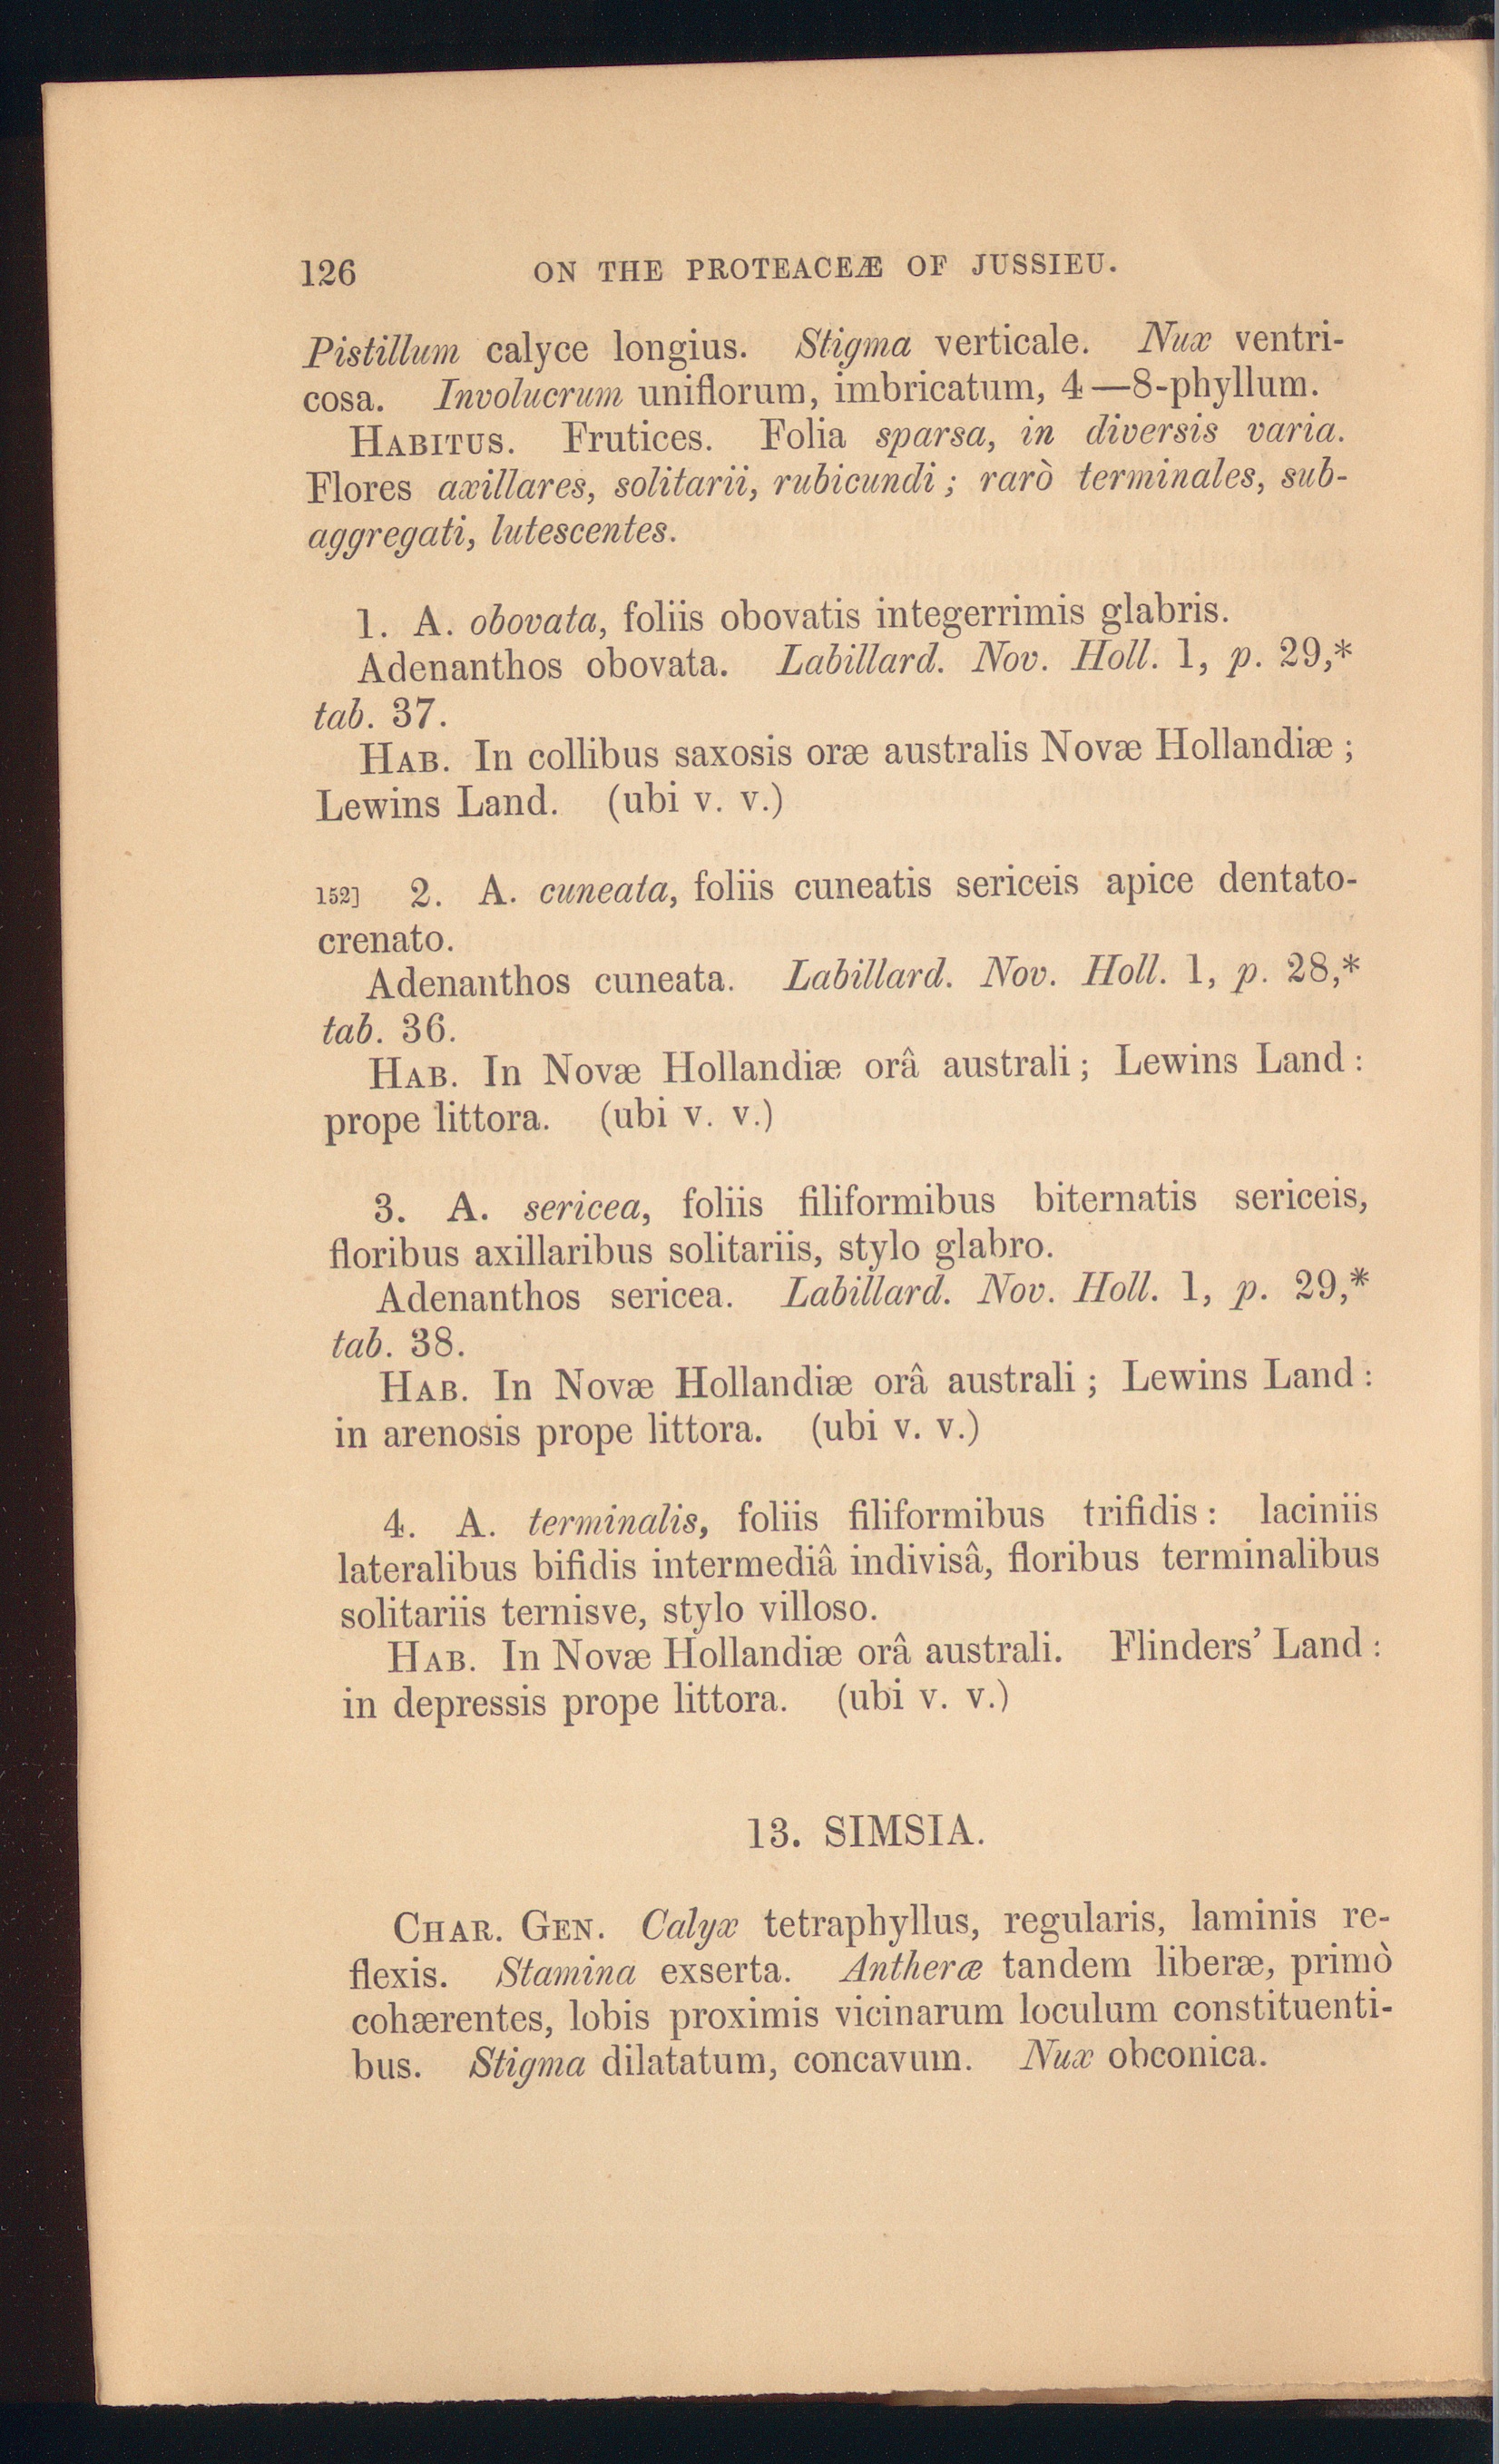 126 ON THE PROTEACEÆ OF JUSSIEU.
Pistillum calyce longius. Stigma verticale. Nux ventri-
cosa. Involucrum uniflorum, imbricatum, 4—8-phyllum.
HABITUS. Frutices. Folia sparsa, in diversis varia.
Flores axillares, solitarii, rubicundi; rarò terminales, sub-
aggregati, lutescentes.
1. A. obovata, foliis obovatis integerrimis glabris.
Adenanthos obovata. Labillard. Nov. Holl. 1, p. 29,*
tab. 37.
HAB. In collibus saxosis oræ australis Novæ Hollandiæ;
Lewins Land. (ubi v. v.)
152] 2. A. cuneata, foliis cuneatis sericeis apice dentato-
crenato.
Adenanthos cuneata. Labillard. Nov. Holl. 1, p. 28,*
tab. 36.
HAB. In Novæ Hollandiæ orâ australi; Lewins Land:
prope littora. (ubi v. v.)
3. A. sericea, foliis filiformibus biternatis sericeis,
floribus axillaribus solitariis, stylo glabro.
Adenanthos sericea. Labillard. Nov. Holl. 1, p. 29,*
tab. 38.
HAB. In Novæ Hollandiæ orâ australi; Lewins Land:
in arenosis prope littora. (ubi v. v.)
4. A. terminalis, foliis filiformibus trifidis: laciniis
lateralibus bifidis intermediâ indivisâ, floribus terminalibus
solitariis ternisve, stylo villoso.
HAB. In Novæ Hollandiæ orâ australi. Flinders' Land:
in depressis prope littora. (ubi v. v.)
13. SIMSIA.
CHAR. GEN. Calyx tetraphyllus, regularis, laminis re-
flexis. Stamina exserta. Antheræ tandem liberæ, primò
cohærentes, lobis proximis vicinarum loculum constituenti-
bus. Stigma dilatatum, concavum. Nux obconica.